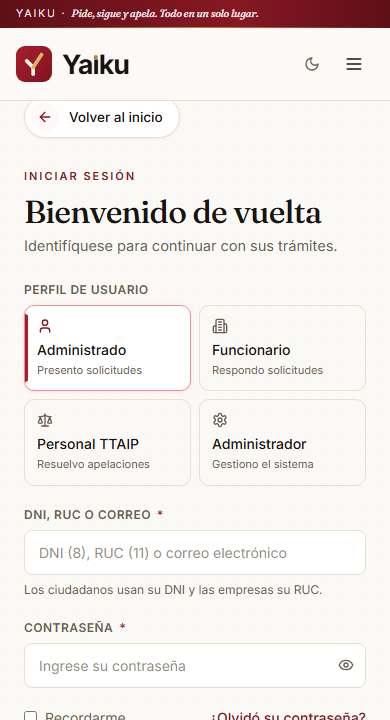 YAIKU · Pide, sigue y apela. Todo en un solo lugar.
Yaiku
Volver al inicio
INICIAR SESIÓN
Bienvenido de vuelta
Identifíquese para continuar con sus trámites.
PERFIL DE USUARIO
Administrado
Presento solicitudes
Funcionario
Respondo solicitudes
Personal TTAIP
Resuelvo apelaciones
Administrador
Gestiono el sistema
DNI, RUC O CORREO *
DNI (8), RUC (11) o correo electrónico
Los ciudadanos usan su DNI y las empresas su RUC.
CONTRASEÑA *
Ingrese su contraseña
Recordarme ¿Olvidó su contraseña?